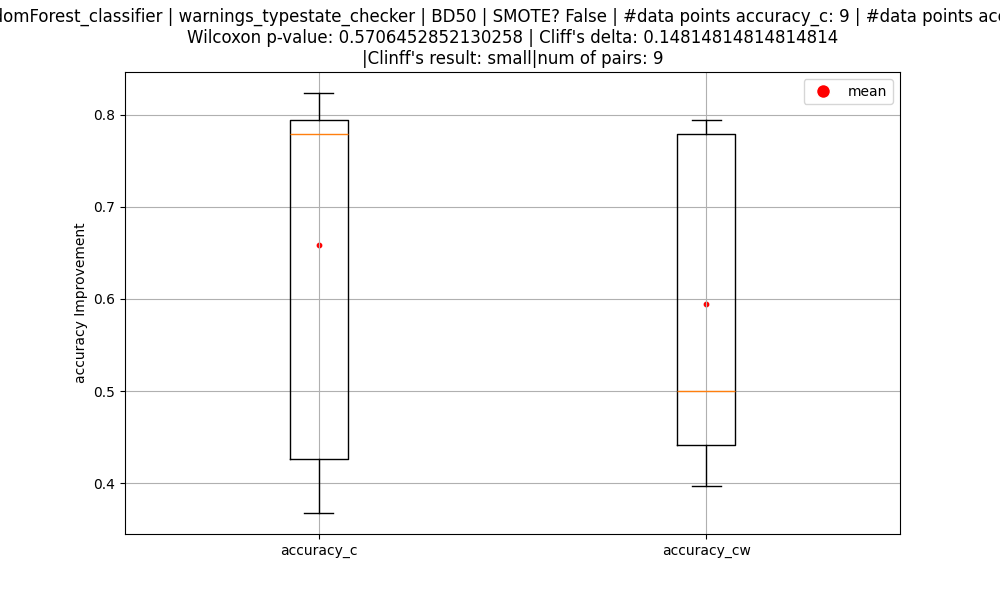 domForest_classifier | warnings_typestate_checker | BD50 | SMOTE? False | #data points accuracy_c: 9 | #data points acc
Wilcoxon p-value: 0.5706452852130258 | Cliff's delta: 0.14814814814814814
|Clinff's result: small|num of pairs: 9
mean
0.8
0.7
0.6
0.5
0.4
accuracy Improvement
accuracy_c
accuracy_cw